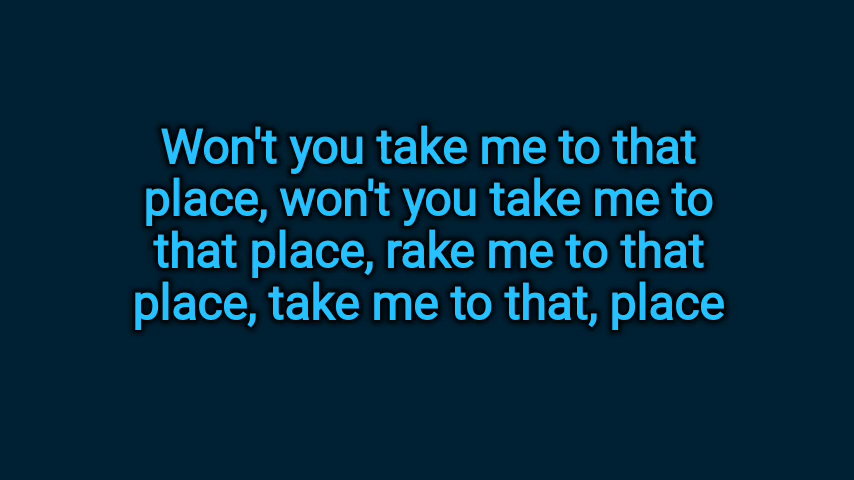 Won't you take me to that
place, won't you take me to
that place, rake me to that
place, take me to that, place